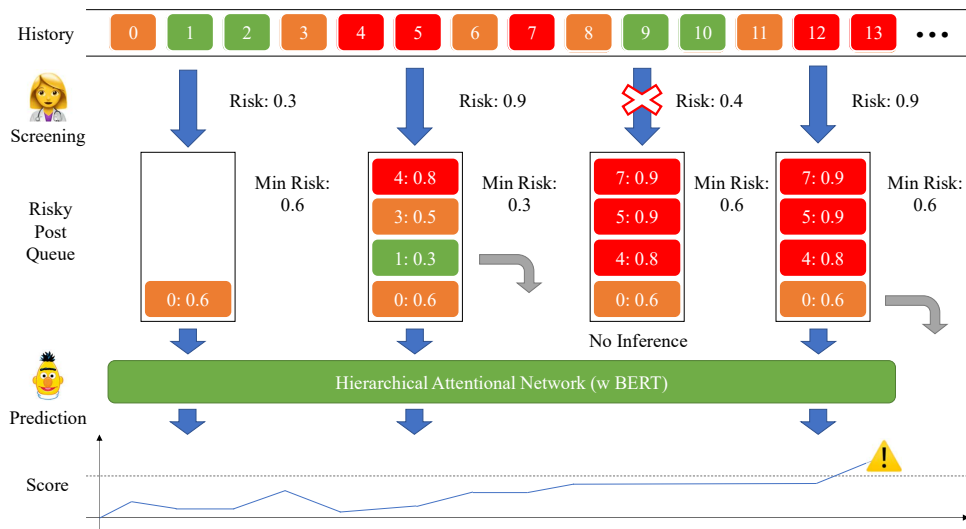 History 0 1 2 3 4 5 6 7 8 9 10 11 12 13 •••
Screening
Risk: 0.3
Risk: 0.9
Risk: 0.4
Risk: 0.9
Risky
Post
Queue
0: 0.6
Min Risk:
0.6
4: 0.8
3: 0.5
1: 0.3
0: 0.6
Min Risk:
0.3
7: 0.9
5: 0.9
4: 0.8
0: 0.6
No Inference
Min Risk:
0.6
7: 0.9
5: 0.9
4: 0.8
0: 0.6
Min Risk:
0.6
Prediction
Hierarchical Attentional Network (w BERT)
Score